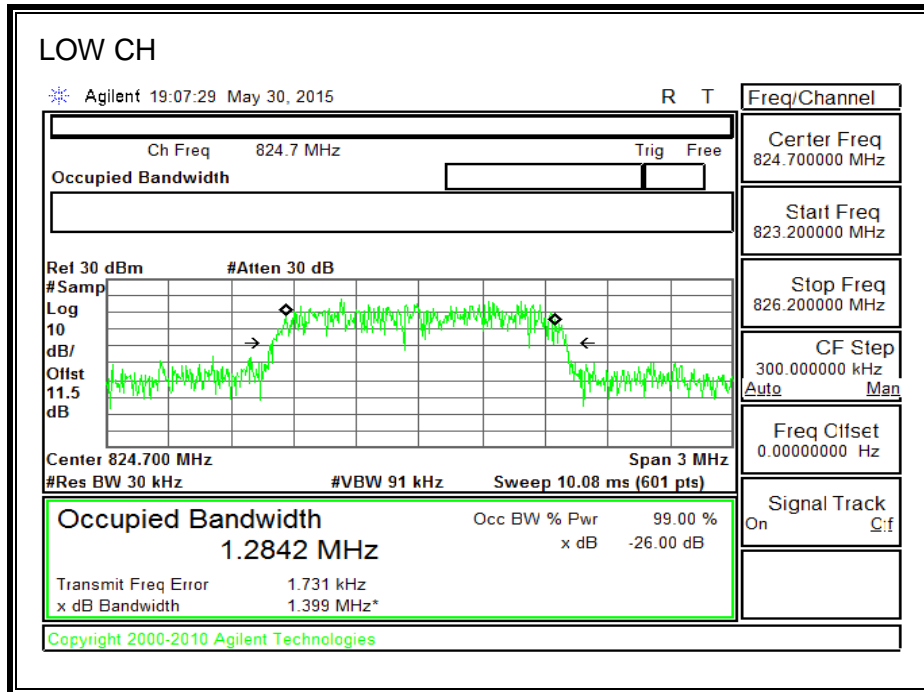 LOW CH
Agilent 19:07:29 May 30, 2015 R T
Freq/Channel
Ch Freq 824.7 MHz Trig Free
Occupied Bandwidth
Center Freq
824.700000 MHz
Start Freq
823.200000 MHz
Stop Freq
826.200000 MHz
CF Step
300.000000 kHz
Auto Man
Freq Offset
0.00000000 Hz
Signal Track
On Off
Ref 30 dBm #Atten 30 dB
#Samp
Log
10
dB/
Offst
11.5
dB
Center 824.700 MHz Span 3 MHz
#Res BW 30 kHz #VBW 91 kHz Sweep 10.08 ms (601 pts)
Occupied Bandwidth Occ BW % Pwr 99.00 %
1.2842 MHz x dB -26.00 dB
Transmit Freq Error 1.731 kHz
x dB Bandwidth 1.399 MHz*
Copyright 2000-2010 Agilent Technologies